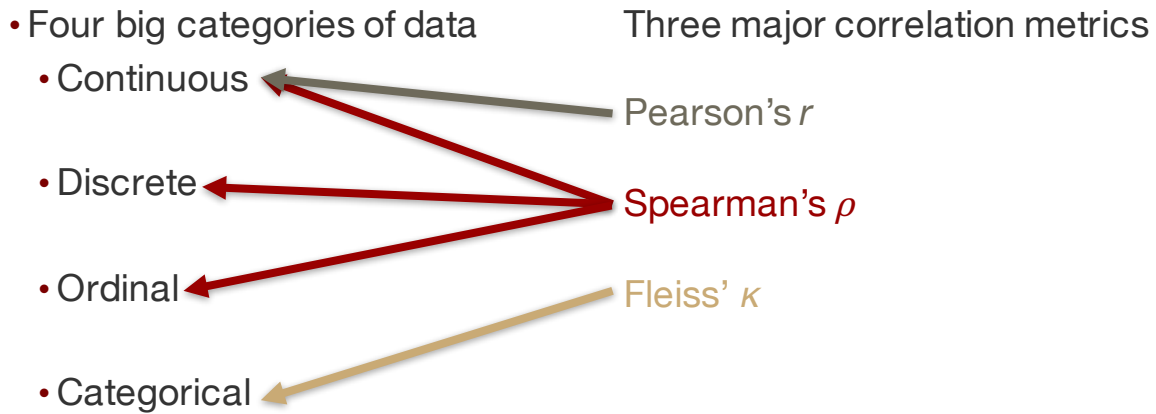 • Four big categories of data
• Continuous
• Discrete
• Ordinal
• Categorical
Three major correlation metrics
Pearson's r
Spearman's ρ
Fleiss' κ